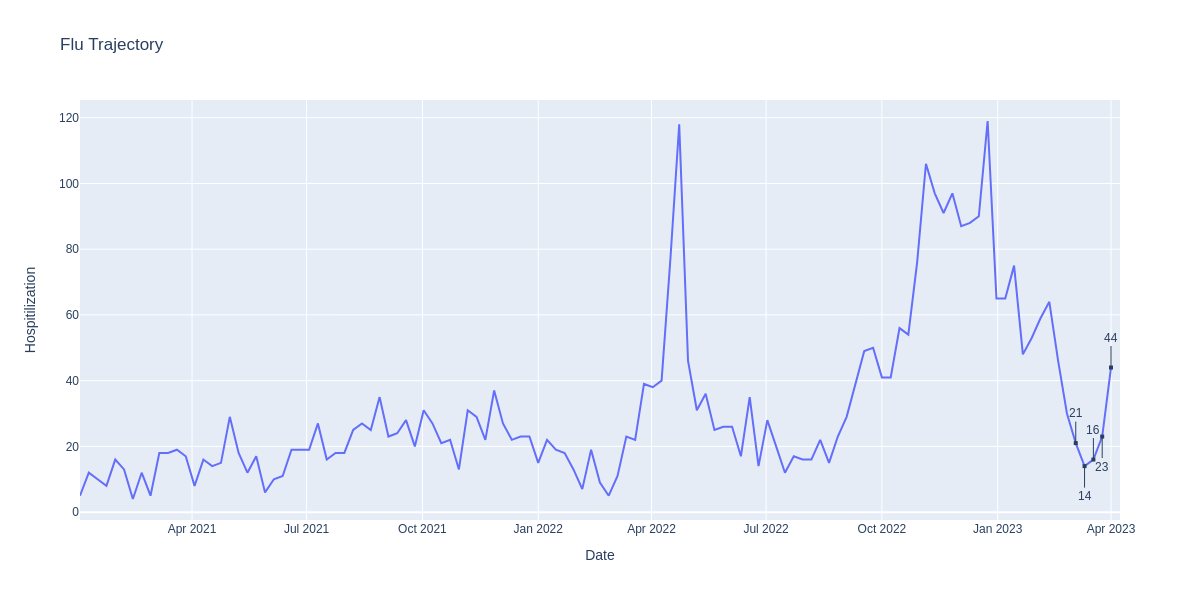 Flu Trajectory
Hospitilization
120
100
80
60
40
20
0
44
21
16
23
14
Apr 2021
Jul 2021
Oct 2021
Jan 2022
Apr 2022
Jul 2022
Oct 2022
Jan 2023
Apr 2023
Date